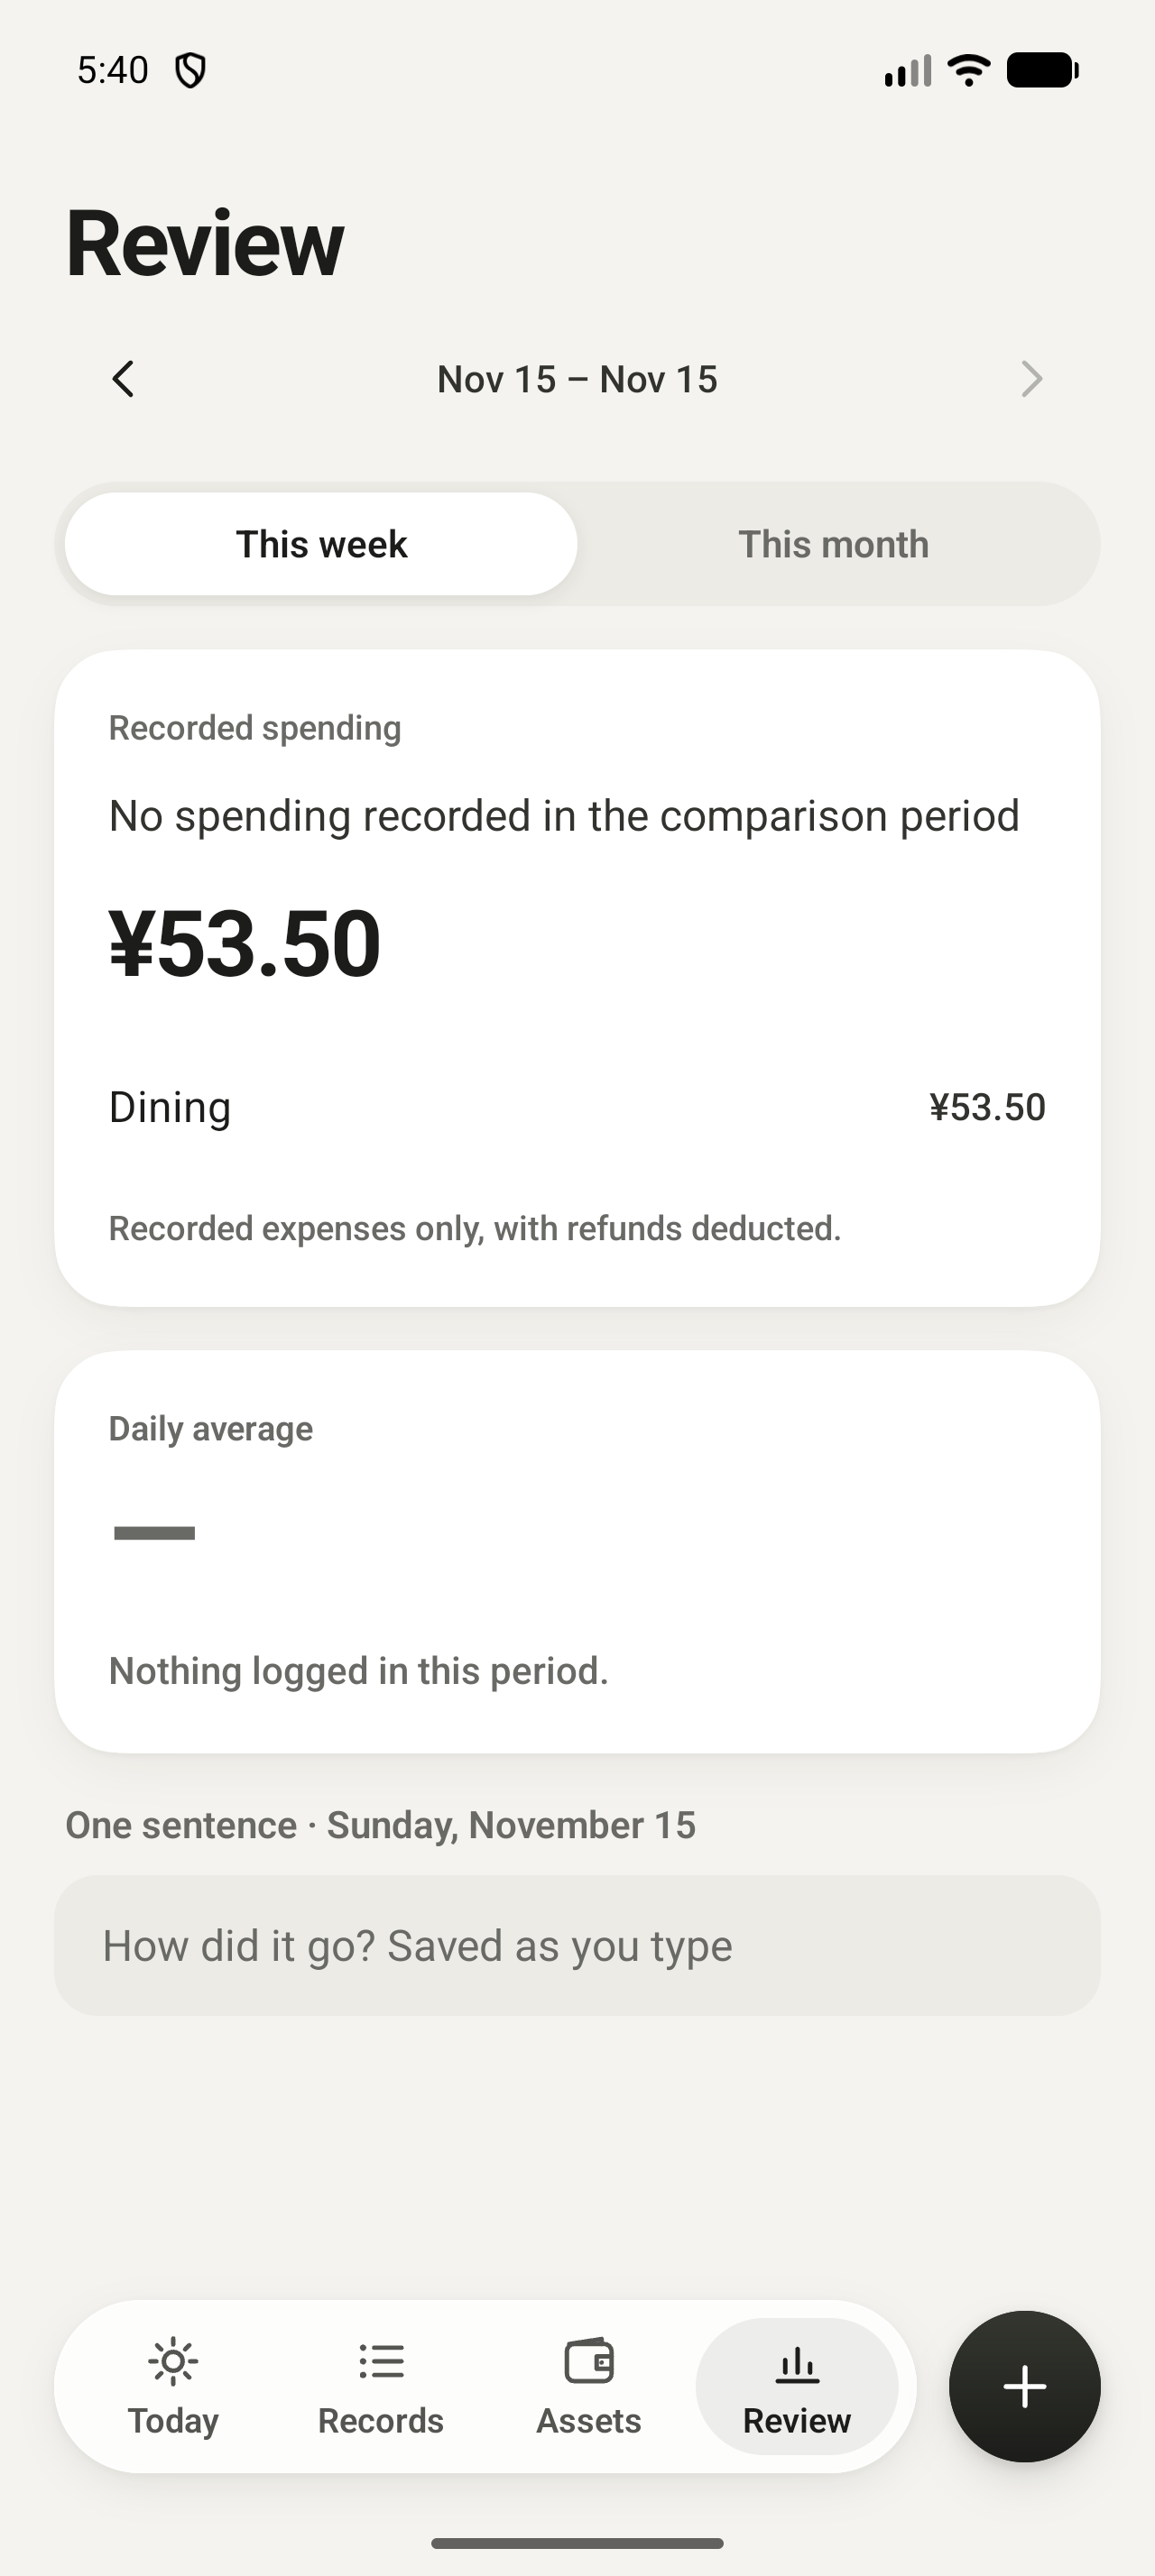 5:40
Review
Nov 15 – Nov 15
This week
This month
Recorded spending
No spending recorded in the comparison period
¥53.50
Dining
¥53.50
Recorded expenses only, with refunds deducted.
Daily average
—
Nothing logged in this period.
One sentence · Sunday, November 15
How did it go? Saved as you type
Today
Records
Assets
Review